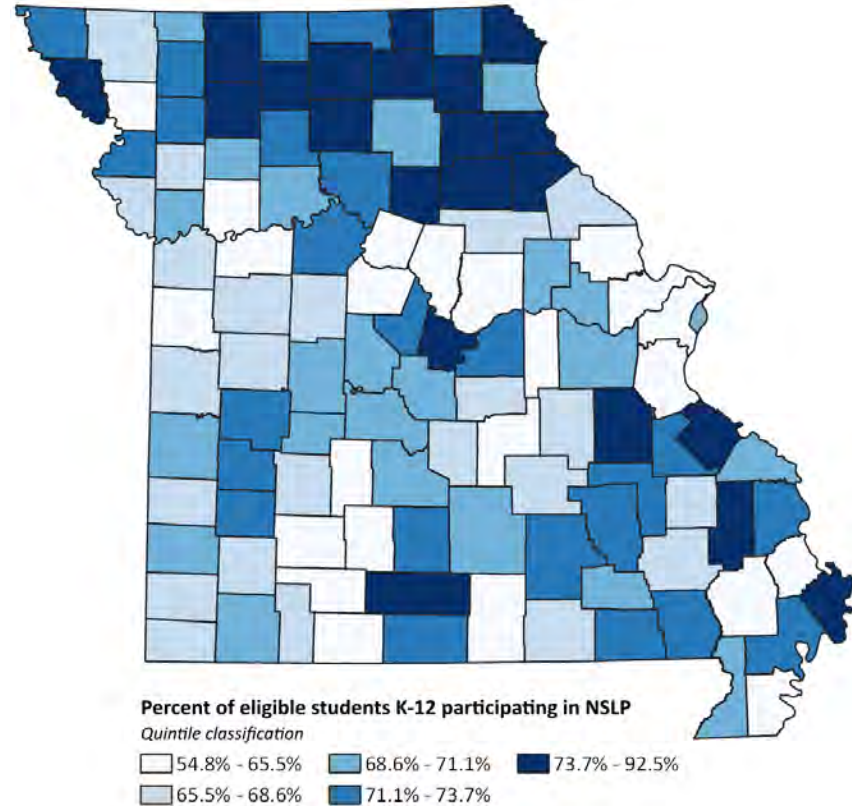 Percent of eligible students K-12 participating in NSLP
Quintile classification
54.8% - 65.5% 68.6% - 71.1% 73.7% - 92.5%
65.5% - 68.6% 71.1% - 73.7%